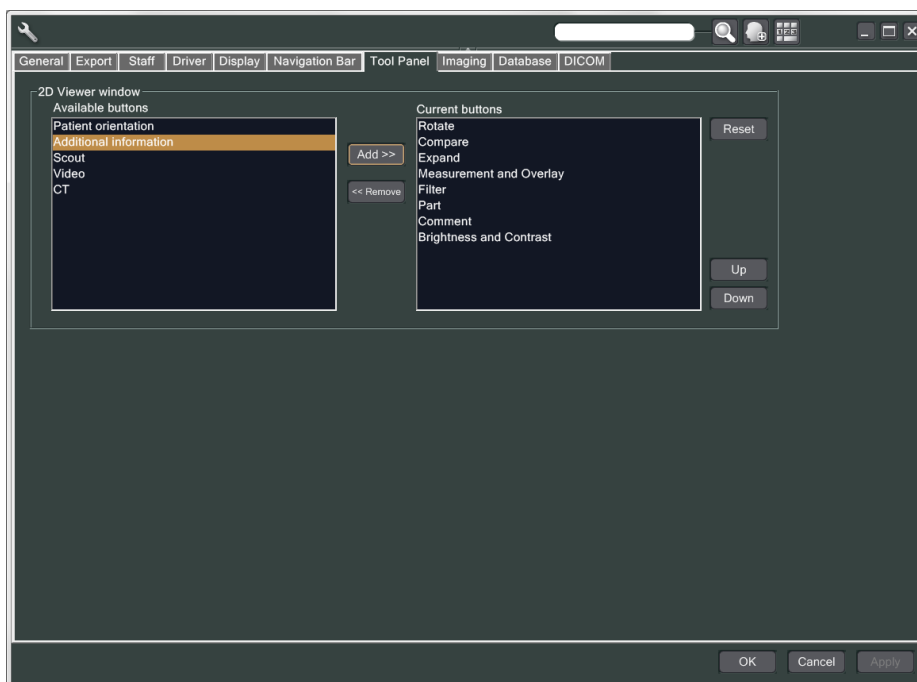 General Export Staff Driver Display Navigation Bar Tool Panel Imaging Database DICOM
2D Viewer window
Available buttons
Patient orientation
Additional information
Scout
Video
CT
Add >>
<< Remove
Current buttons
Rotate
Compare
Expand
Measurement and Overlay
Filter
Part
Comment
Brightness and Contrast
Reset
Up
Down
OK Cancel Apply